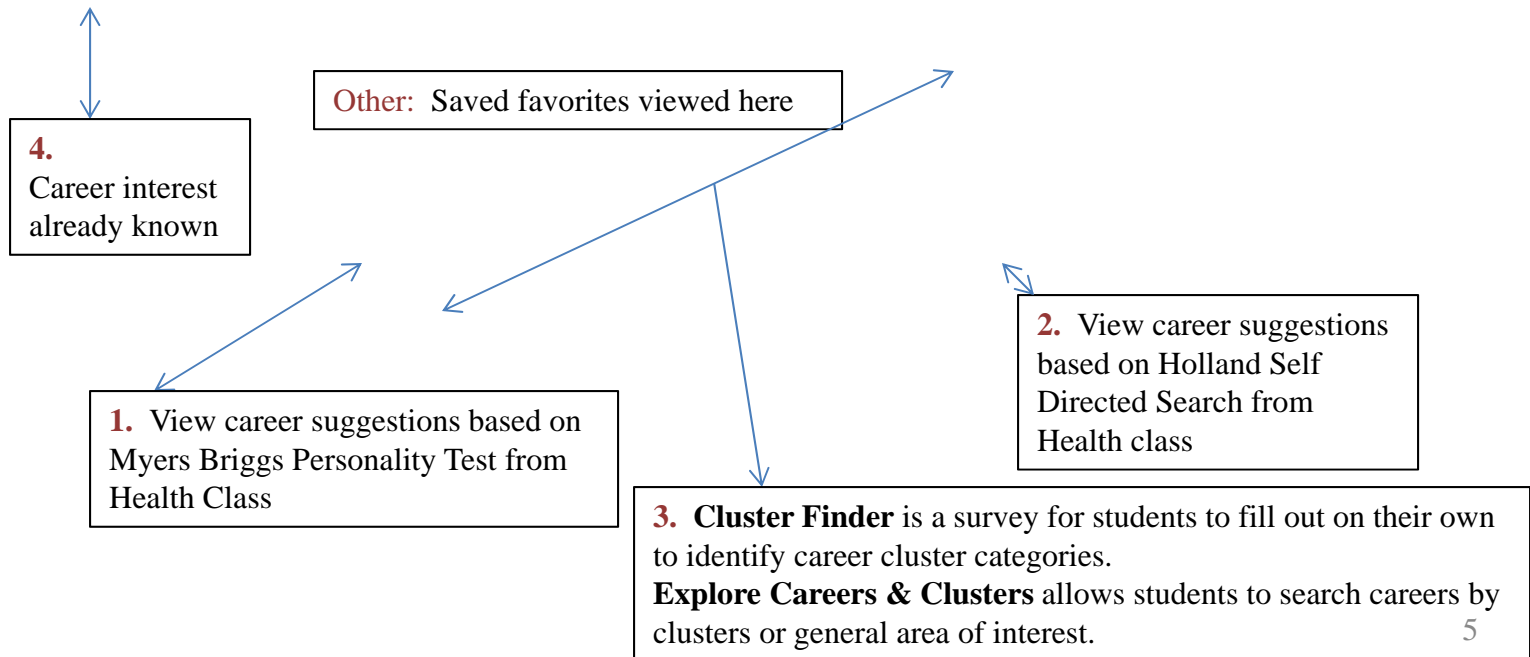 Other: Saved favorites viewed here
4.
Career interest
already known
1. View career suggestions based on
Myers Briggs Personality Test from
Health Class
2. View career suggestions
based on Holland Self
Directed Search from
Health class
3. Cluster Finder is a survey for students to fill out on their own
to identify career cluster categories.
Explore Careers & Clusters allows students to search careers by
clusters or general area of interest.
5